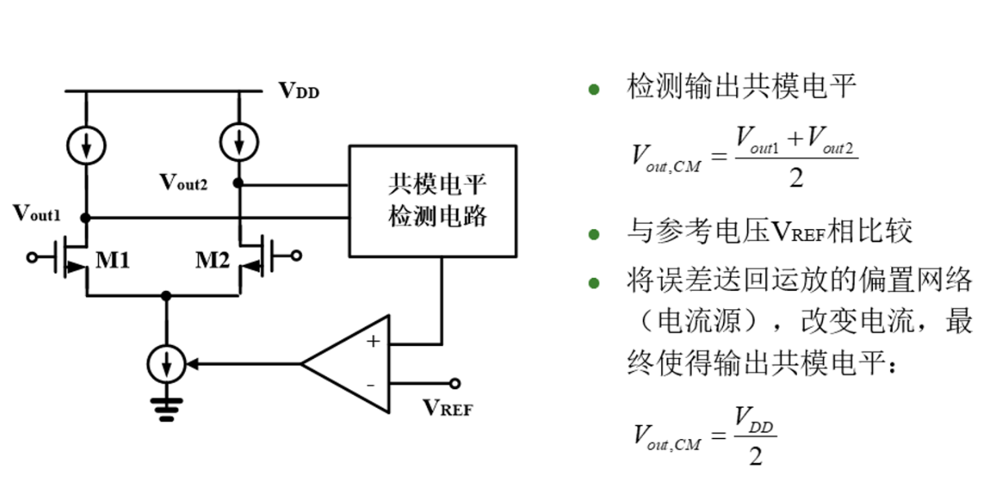 VDD
Vout2
Vout1
M1
M2
共模电平
检测电路
+
-
VREF
• 检测输出共模电平
Vout,CM = (Vout1 + Vout2) / 2
• 与参考电压VREF相比较
• 将误差送回运放的偏置网络
（电流源），改变电流，最
终使得输出共模电平：
Vout,CM = VDD / 2